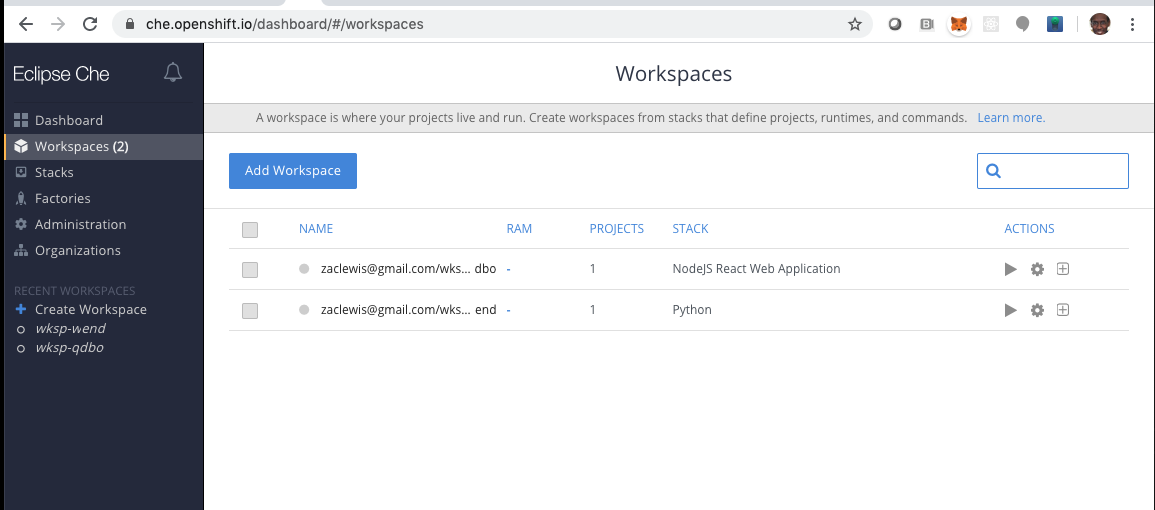 che.openshift.io/dashboard/#/workspaces
Eclipse Che
Dashboard
Workspaces (2)
Stacks
Factories
Administration
Organizations
RECENT WORKSPACES
Create Workspace
wksp-wend
wksp-qdbo
Workspaces
A workspace is where your projects live and run. Create workspaces from stacks that define projects, runtimes, and commands. Learn more.
Add Workspace
NAME RAM PROJECTS STACK ACTIONS
zaclewis@gmail.com/wks... dbo - 1 NodeJS React Web Application
zaclewis@gmail.com/wks... end - 1 Python